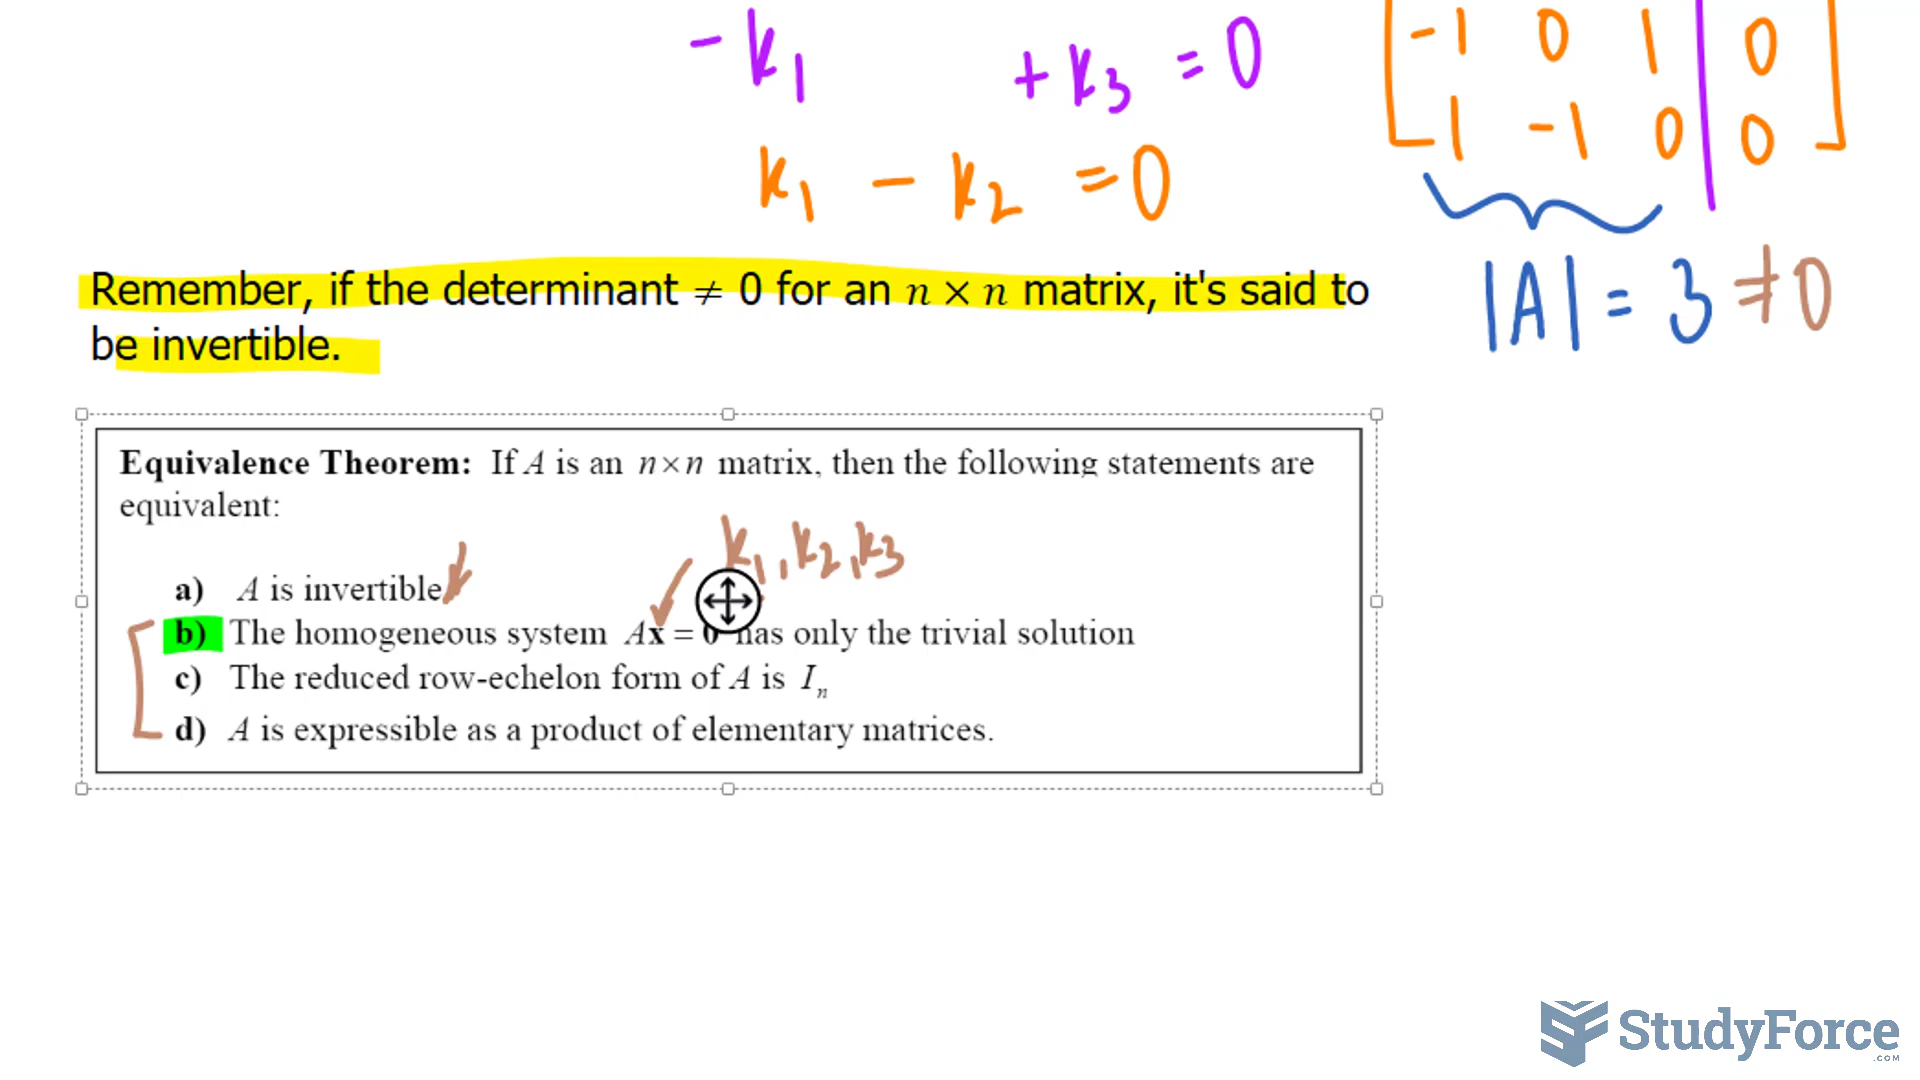 -k1 +k3 = 0
k1 - k2 = 0
-1 0 1 0
1 -1 0 0
|A| = 3 ≠ 0
Remember, if the determinant ≠ 0 for an n × n matrix, it's said to
be invertible.
Equivalence Theorem: If A is an n×n matrix, then the following statements are
equivalent:
k1, k2, k3
a) A is invertible
b) The homogeneous system Ax = 0 has only the trivial solution
c) The reduced row-echelon form of A is In
d) A is expressible as a product of elementary matrices.
StudyForce
.COM